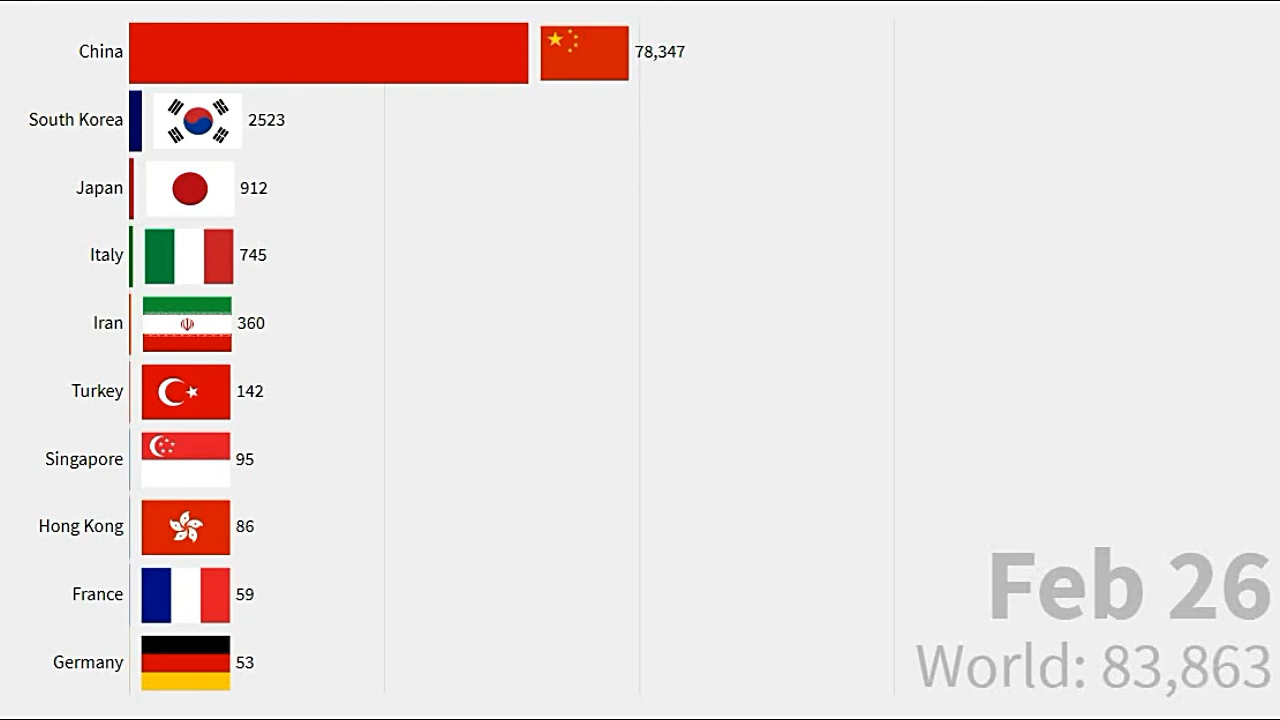 China 78,347
South Korea 2523
Japan 912
Italy 745
Iran 360
Turkey 142
Singapore 95
Hong Kong 86
France 59
Germany 53
Feb 26
World: 83,863